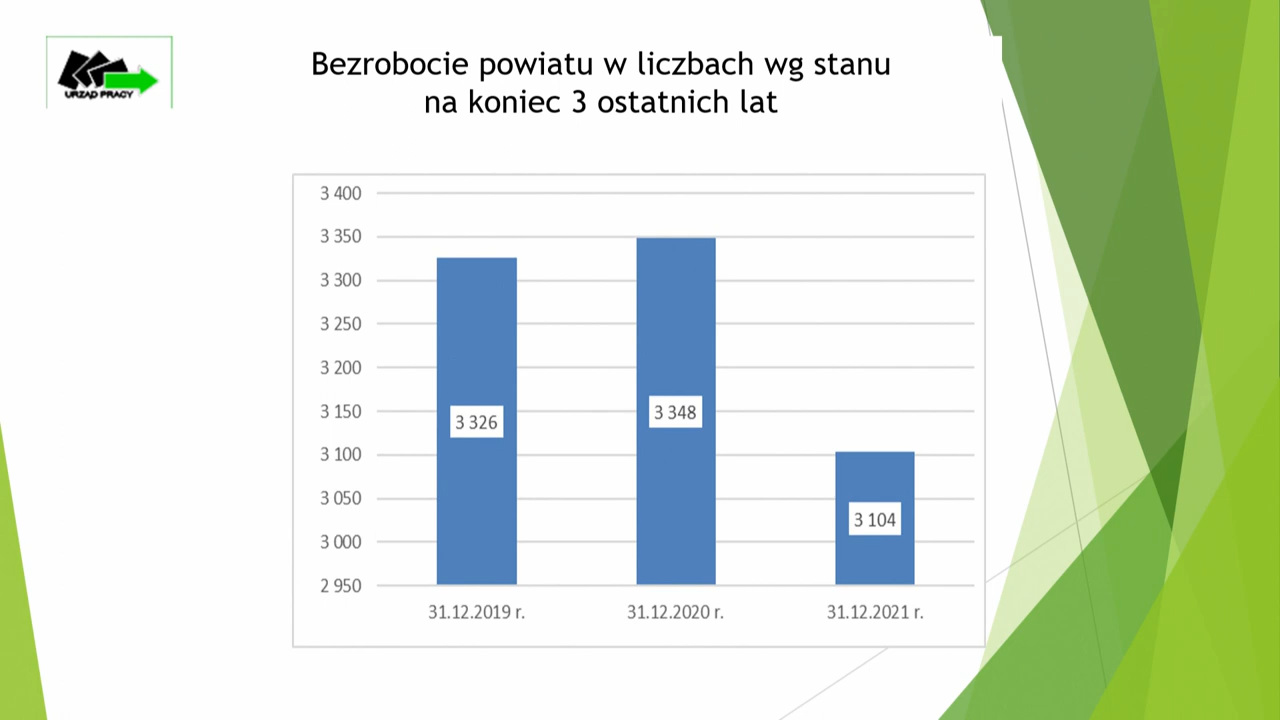 URZĄD PRACY
Bezrobocie powiatu w liczbach wg stanu
na koniec 3 ostatnich lat
3 400
3 350
3 300
3 250
3 200
3 150
3 100
3 050
3 000
2 950
3 326
3 348
3 104
31.12.2019 r.
31.12.2020 r.
31.12.2021 r.